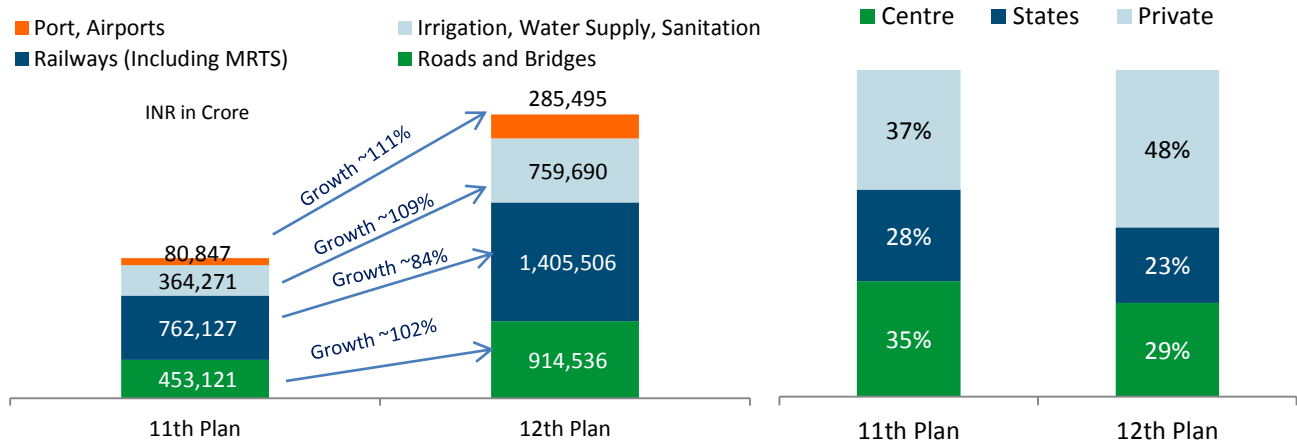 Port, Airports
Irrigation, Water Supply, Sanitation
Railways (Including MRTS)
Roads and Bridges
INR in Crore
80,847
364,271
762,127
453,121
Growth ~111%
Growth ~109%
Growth ~84%
Growth ~102%
285,495
759,690
1,405,506
914,536
11th Plan
12th Plan
Centre
States
Private
37%
28%
35%
48%
23%
29%
11th Plan
12th Plan